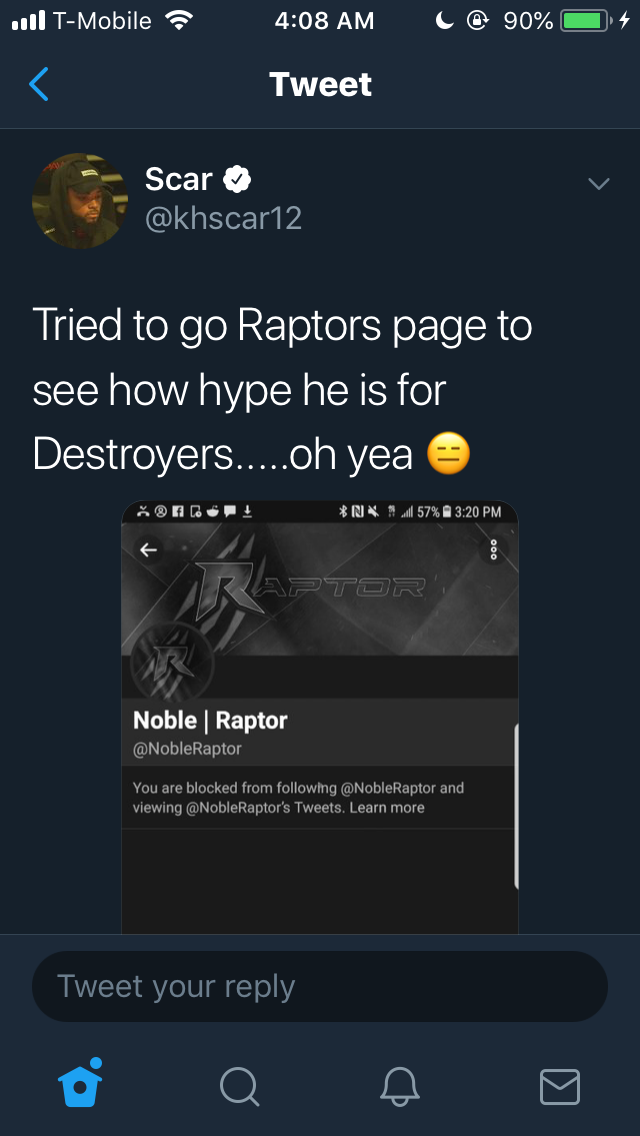 T-Mobile 4:08 AM 90%
Tweet
Scar
@khscar12
Tried to go Raptors page to
see how hype he is for
Destroyers.....oh yea 😑
57% 3:20 PM
RAPTOR
R
Noble | Raptor
@NobleRaptor
You are blocked from following @NobleRaptor and
viewing @NobleRaptor's Tweets. Learn more
Tweet your reply